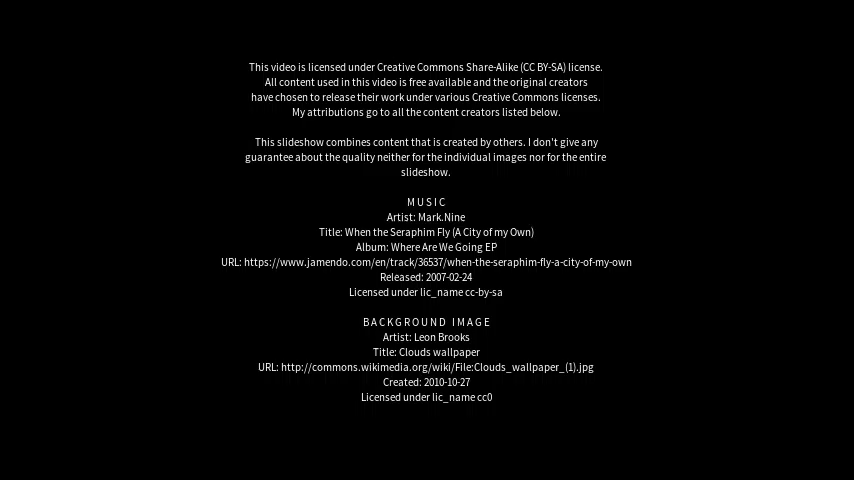 This video is licensed under Creative Commons Share-Alike (CC BY-SA) license.
All content used in this video is free available and the original creators
have chosen to release their work under various Creative Commons licenses.
My attributions go to all the content creators listed below.
This slideshow combines content that is created by others. I don't give any
guarantee about the quality neither for the individual images nor for the entire
slideshow.
MUSIC
Artist: Mark.Nine
Title: When the Seraphim Fly (A City of my Own)
Album: Where Are We Going EP
URL: https://www.jamendo.com/en/track/36537/when-the-seraphim-fly-a-city-of-my-own
Released: 2007-02-24
Licensed under lic_name cc-by-sa
BACKGROUND IMAGE
Artist: Leon Brooks
Title: Clouds wallpaper
URL: http://commons.wikimedia.org/wiki/File:Clouds_wallpaper_(1).jpg
Created: 2010-10-27
Licensed under lic_name cc0